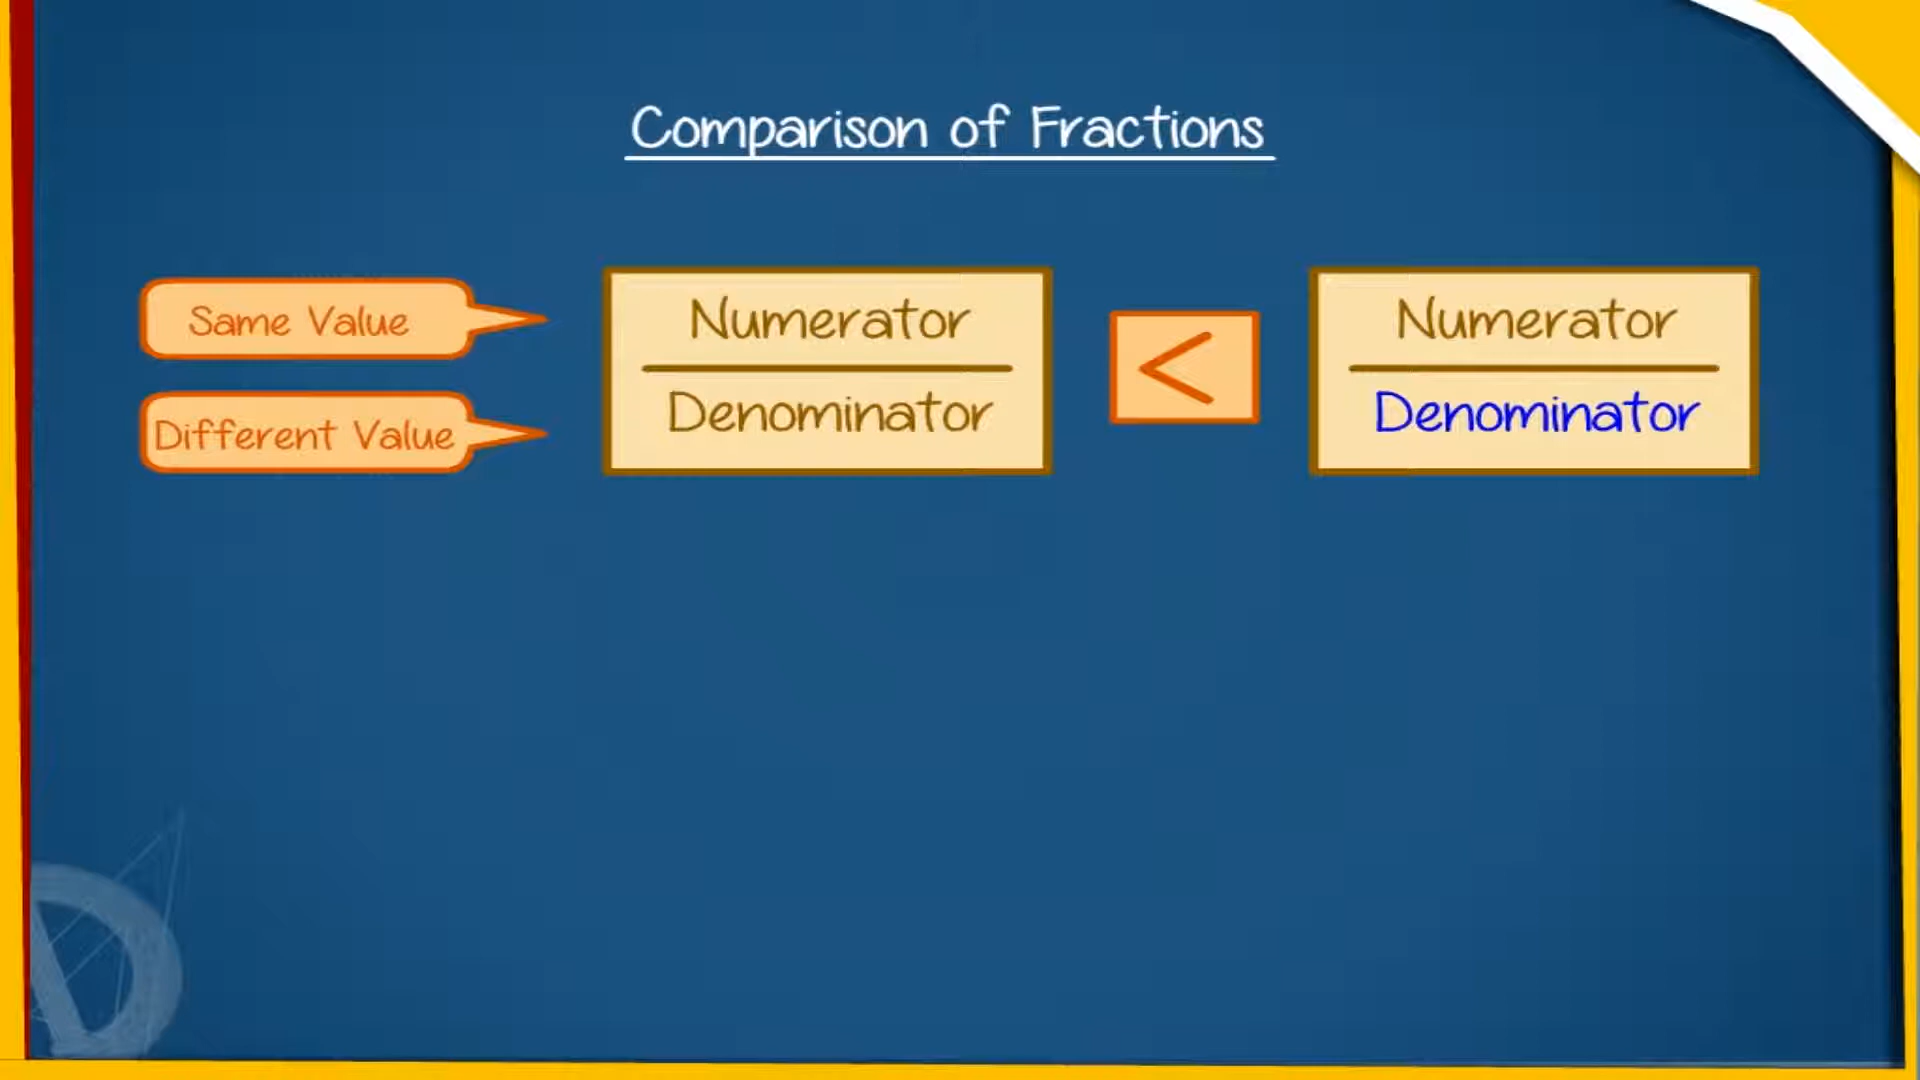 Comparison of Fractions
Same Value
Different Value
Numerator
Denominator
<
Numerator
Denominator